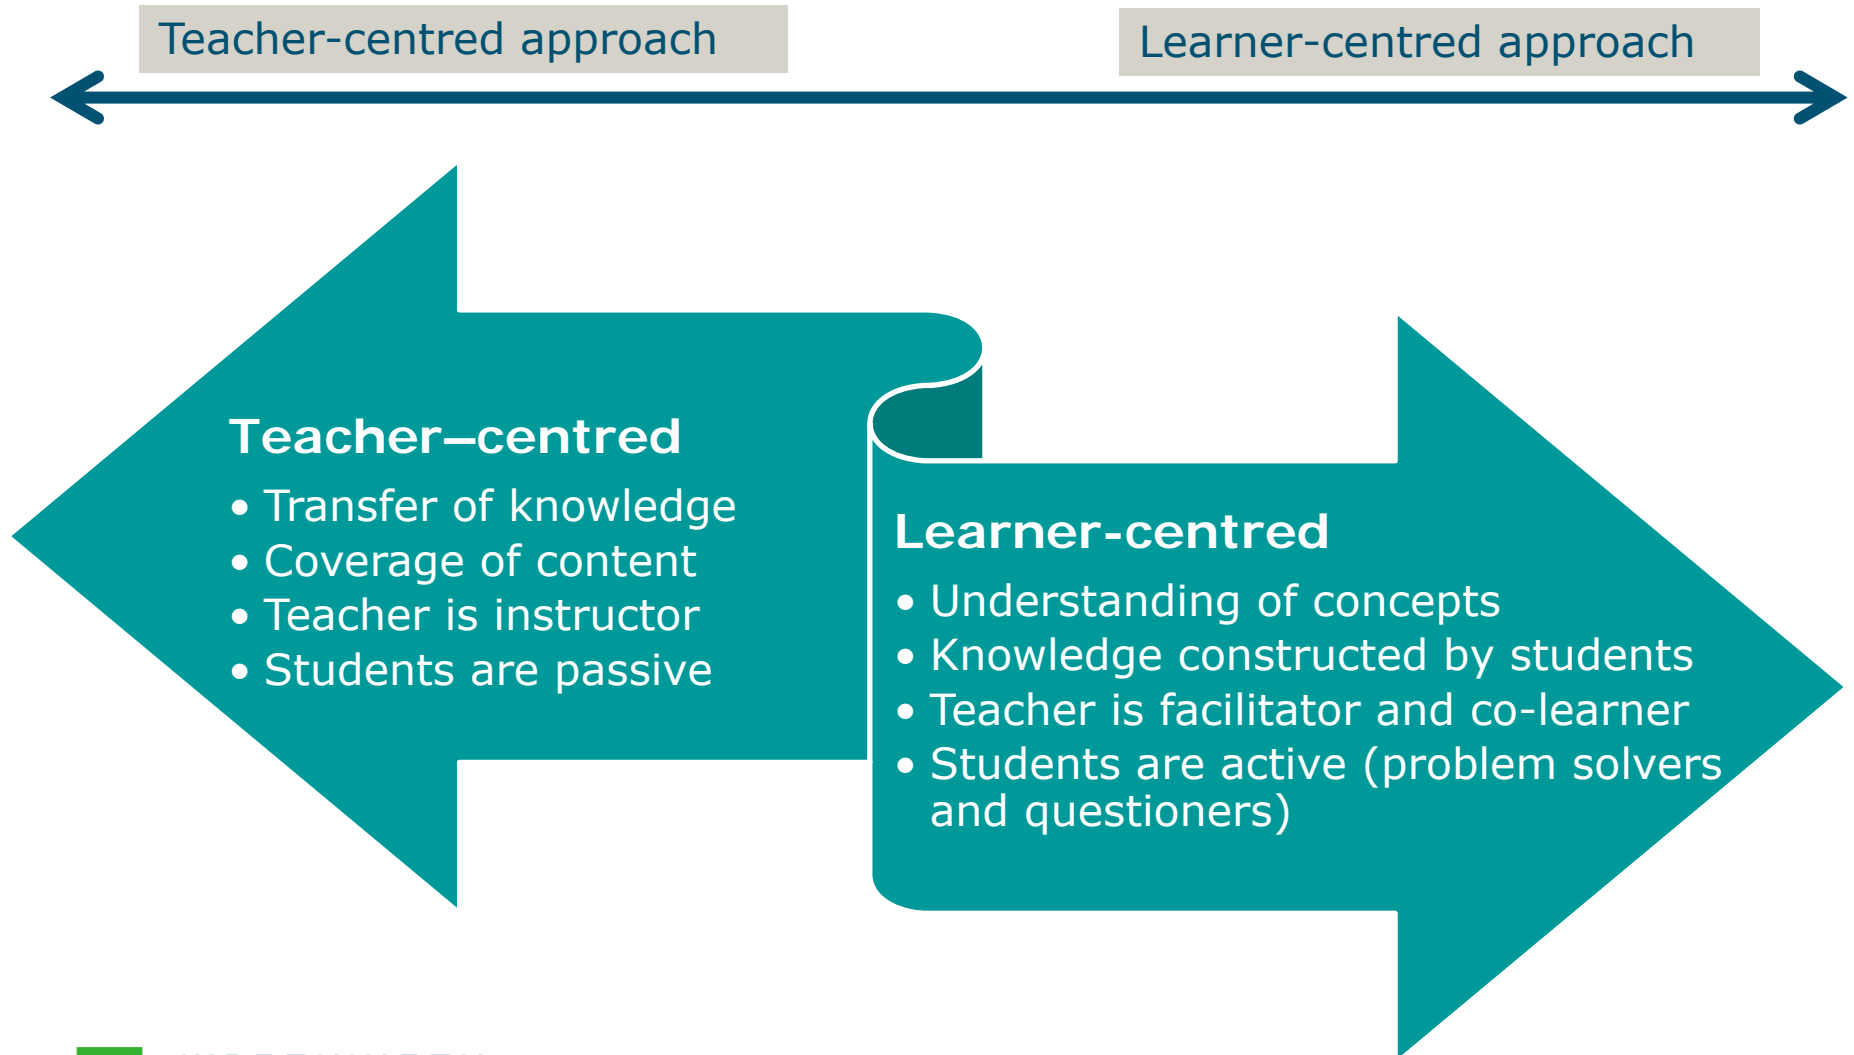 Teacher-centred approach
Learner-centred approach
Teacher–centred
• Transfer of knowledge
• Coverage of content
• Teacher is instructor
• Students are passive
Learner-centred
• Understanding of concepts
• Knowledge constructed by students
• Teacher is facilitator and co-learner
• Students are active (problem solvers
and questioners)